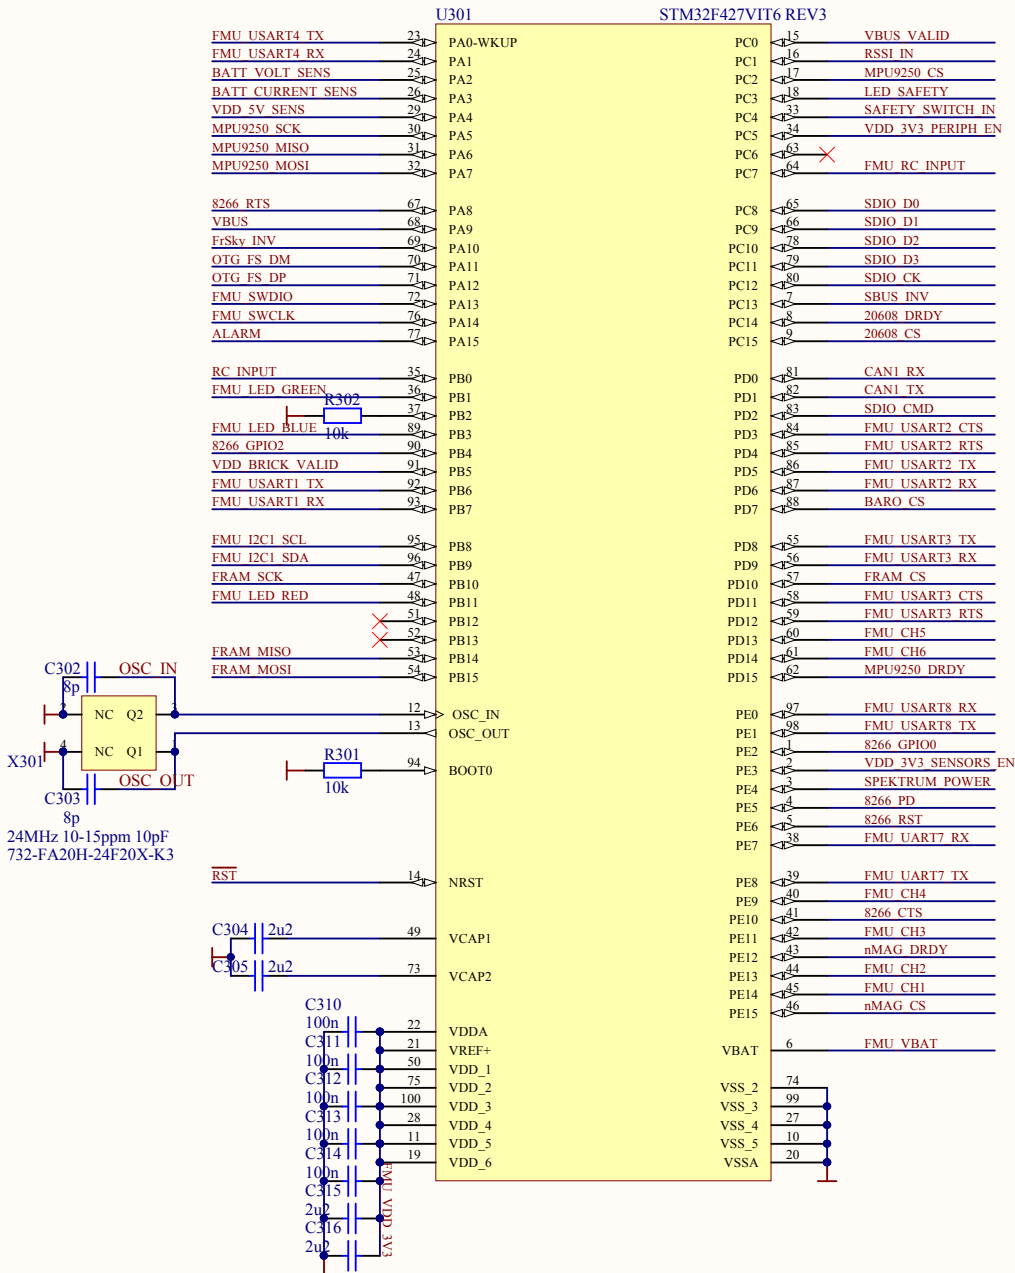 U301 STM32F427VIT6 REV3
FMU_USART4_TX 23 PA0-WKUP PC0 15 VBUS_VALID
FMU_USART4_RX 24 PA1 PC1 16 RSSI_IN
BATT_VOLT_SENS 25 PA2 PC2 17 MPU9250_CS
BATT_CURRENT_SENS 26 PA3 PC3 18 LED_SAFETY
VDD_5V_SENS 29 PA4 PC4 33 SAFETY_SWITCH_IN
MPU9250_SCK 30 PA5 PC5 34 VDD_3V3_PERIPH_EN
MPU9250_MISO 31 PA6 PC6 63
MPU9250_MOSI 32 PA7 PC7 64 FMU_RC_INPUT
8266_RTS 67 PA8 PC8 65 SDIO_D0
VBUS 68 PA9 PC9 66 SDIO_D1
FrSky_INV 69 PA10 PC10 78 SDIO_D2
OTG_FS_DM 70 PA11 PC11 79 SDIO_D3
OTG_FS_DP 71 PA12 PC12 80 SDIO_CK
FMU_SWDIO 72 PA13 PC13 7 SBUS_INV
FMU_SWCLK 76 PA14 PC14 8 20608_DRDY
ALARM 77 PA15 PC15 9 20608_CS
RC_INPUT 35 PB0 PD0 81 CAN1_RX
FMU_LED_GREEN 36 PB1 PD1 82 CAN1_TX
R302 10k 37 PB2 PD2 83 SDIO_CMD
FMU_LED_BLUE 89 PB3 PD3 84 FMU_USART2_CTS
8266_GPIO2 90 PB4 PD4 85 FMU_USART2_RTS
VDD_BRICK_VALID 91 PB5 PD5 86 FMU_USART2_TX
FMU_USART1_TX 92 PB6 PD6 87 FMU_USART2_RX
FMU_USART1_RX 93 PB7 PD7 88 BARO_CS
FMU_I2C1_SCL 95 PB8 PD8 55 FMU_USART3_TX
FMU_I2C1_SDA 96 PB9 PD9 56 FMU_USART3_RX
FRAM_SCK 47 PB10 PD10 57 FRAM_CS
FMU_LED_RED 48 PB11 PD11 58 FMU_USART3_CTS
51 PB12 PD12 59 FMU_USART3_RTS
52 PB13 PD13 60 FMU_CH5
FRAM_MISO 53 PB14 PD14 61 FMU_CH6
FRAM_MOSI 54 PB15 PD15 62 MPU9250_DRDY
C302 OSC_IN
8p
2 NC Q2 3 12 OSC_IN PE0 97 FMU_USART8_RX
13 OSC_OUT PE1 98 FMU_USART8_TX
4 NC Q1 1 PE2 1 8266_GPIO0
X301 R301
94 BOOT0 PE3 2 VDD_3V3_SENSORS_EN
OSC_OUT 10k PE4 3 SPEKTRUM_POWER
C303 PE5 4 8266_PD
8p PE6 5 8266_RST
24MHz 10-15ppm 10pF PE7 38 FMU_UART7_RX
732-FA20H-24F20X-K3
RST 14 NRST PE8 39 FMU_UART7_TX
PE9 40 FMU_CH4
PE10 41 8266_CTS
C304 2u2 49 VCAP1 PE11 42 FMU_CH3
PE12 43 nMAG_DRDY
C305 2u2 73 VCAP2 PE13 44 FMU_CH2
PE14 45 FMU_CH1
C310 PE15 46 nMAG_CS
100n 22 VDDA
C311 21 VREF+ VBAT 6 FMU_VBAT
100n 50 VDD_1
C312 75 VDD_2 VSS_2 74
100n 100 VDD_3 VSS_3 99
C313 28 VDD_4 VSS_4 27
100n 11 VDD_5 VSS_5 10
C314 19 VDD_6 VSSA 20
100n
C315
2u2
C316
2u2
FMU_VDD_3V3